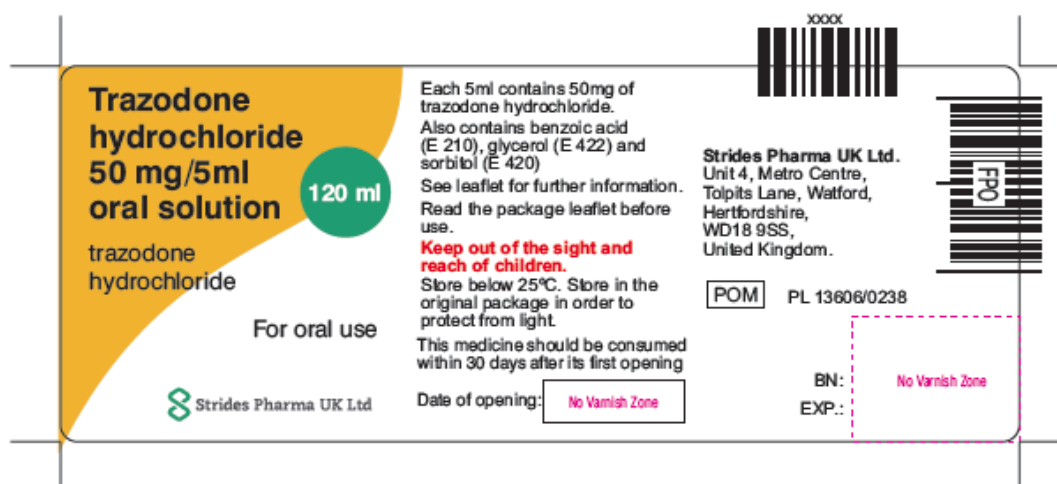 xxxx
Trazodone
hydrochloride
50 mg/5ml
oral solution
120 ml
trazodone
hydrochloride
For oral use
Strides Pharma UK Ltd
Each 5ml contains 50mg of
trazodone hydrochloride.
Also contains benzoic acid
(E 210), glycerol (E 422) and
sorbitol (E 420)
See leaflet for further information.
Read the package leaflet before
use.
Keep out of the sight and
reach of children.
Store below 25ºC. Store in the
original package in order to
protect from light.
This medicine should be consumed
within 30 days after its first opening
Date of opening:
No Varnish Zone
Strides Pharma UK Ltd.
Unit 4, Metro Centre,
Tolpits Lane, Watford,
Hertfordshire,
WD18 9SS,
United Kingdom.
POM PL 13606/0238
BN:
EXP.:
No Varnish Zone
FPO